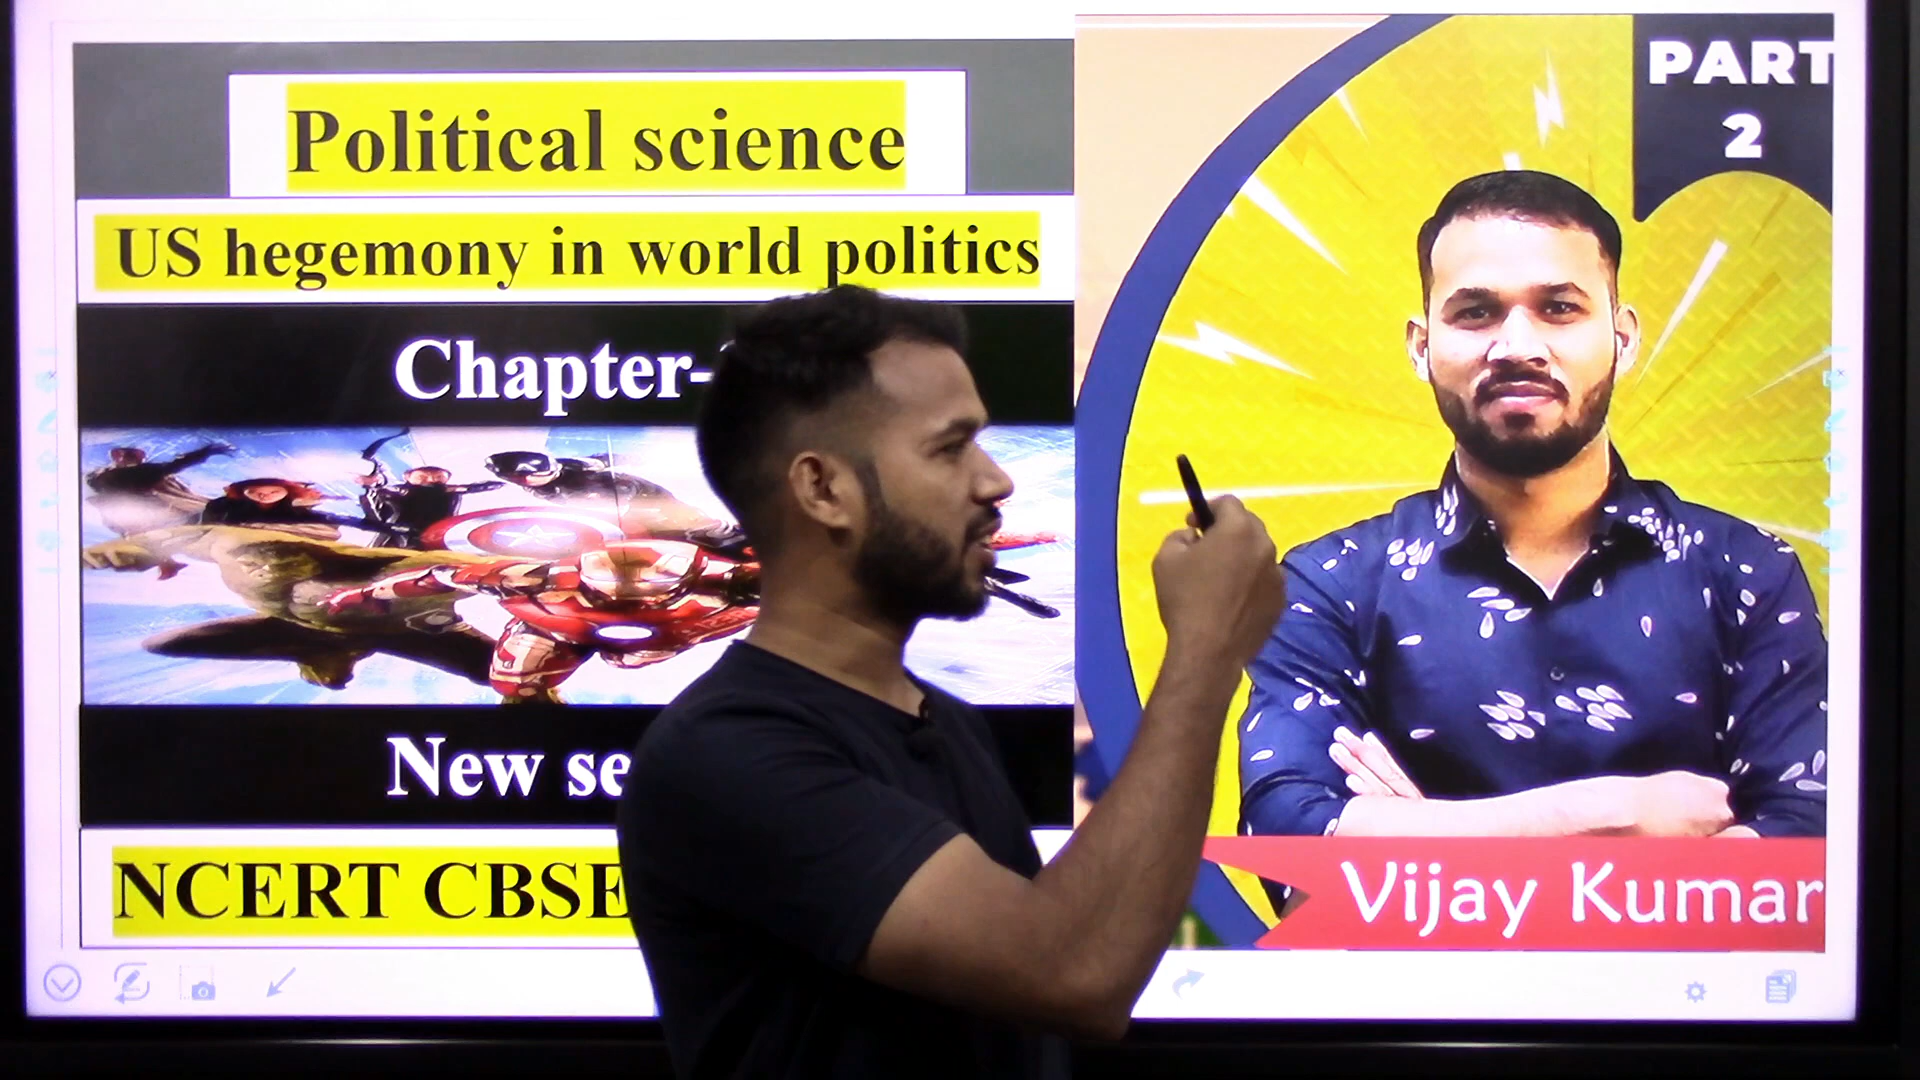 Political science
US hegemony in world politics
Chapter-
New se
NCERT CBSE
PART
2
Vijay Kumar